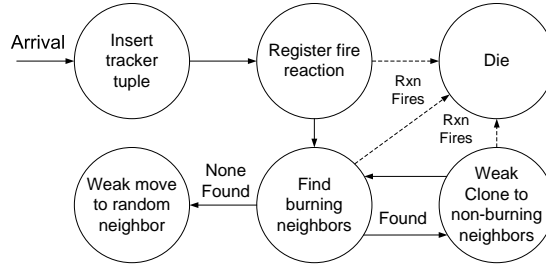 Arrival
Insert
tracker
tuple
Register fire
reaction
Rxn
Fires
Die
Rxn
Fires
Weak move
to random
neighbor
None
Found
Find
burning
neighbors
Found
Weak
Clone to
non-burning
neighbors